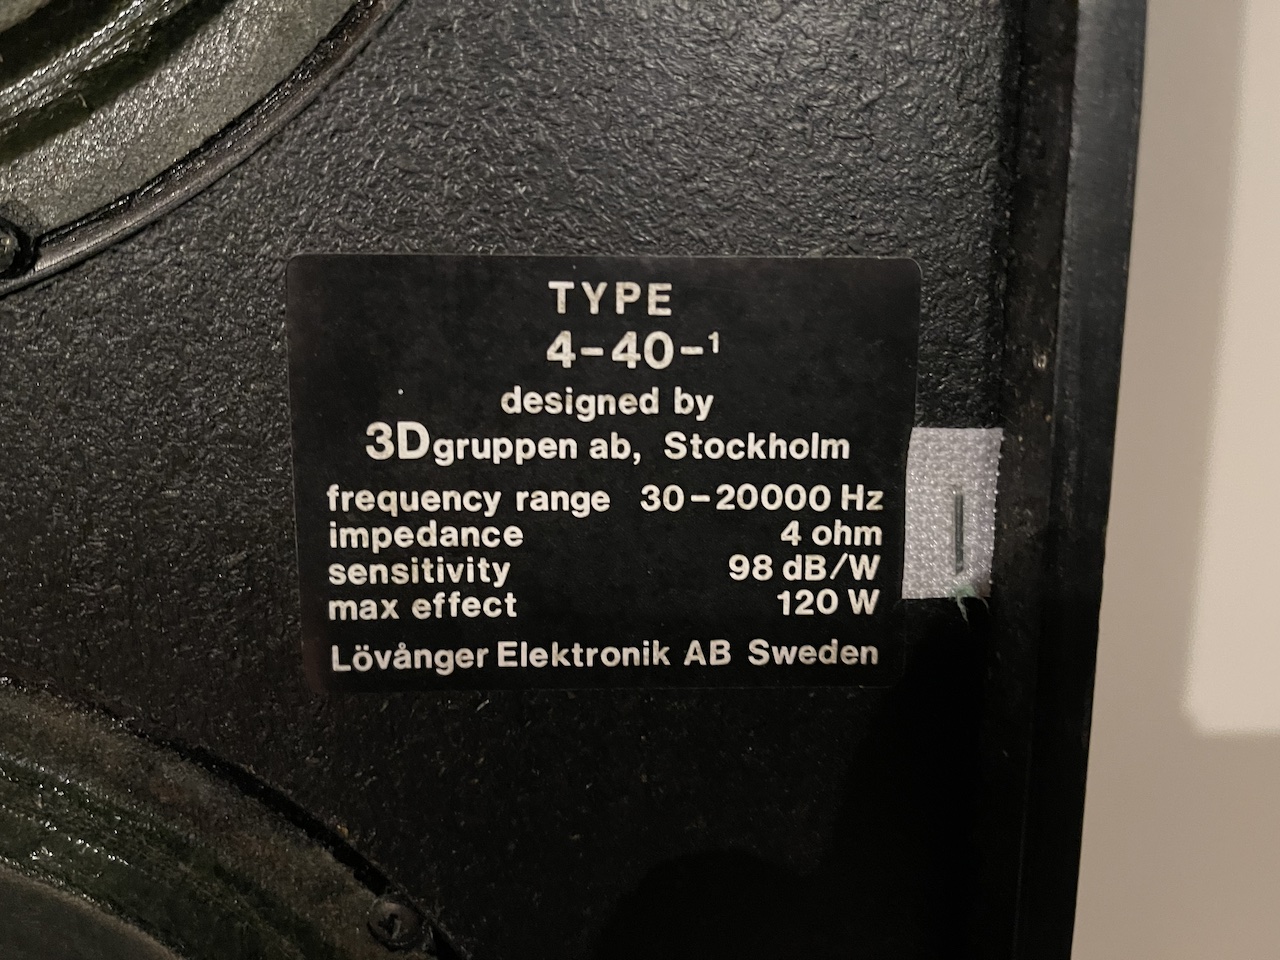 TYPE
4-40-¹
designed by
3Dgruppen ab, Stockholm
frequency range 30-20000 Hz
impedance 4 ohm
sensitivity 98 dB/W
max effect 120 W
Lövånger Elektronik AB Sweden